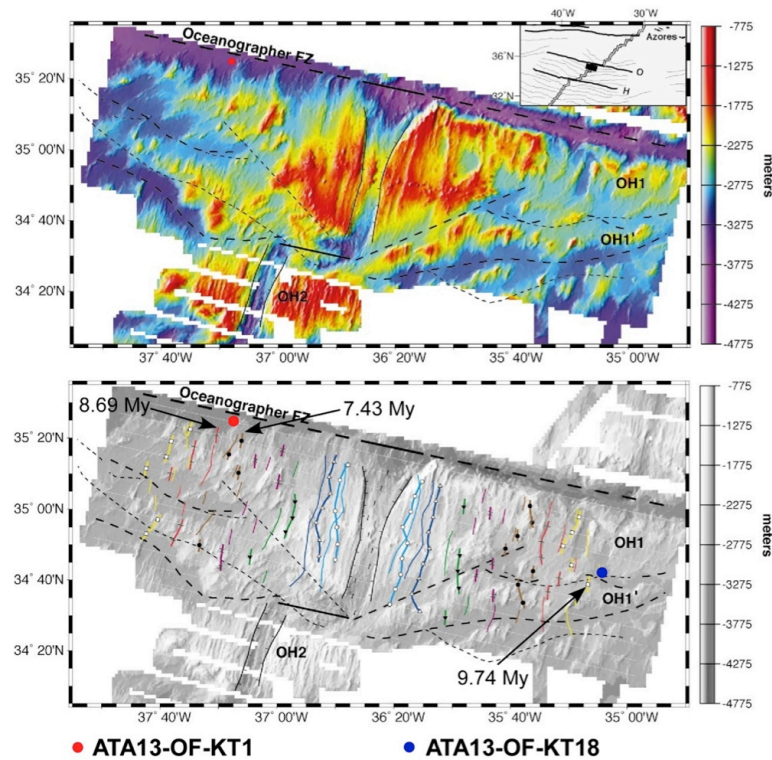 40°W 30°W
Azores
36°N
32°N
O
H
Oceanographer FZ
35° 20'N
35° 00'N
34° 40'N
34° 20'N
OH1
OH1'
OH2
37° 40'W 37° 00'W 36° 20'W 35° 40'W 35° 00'W
-775
-1275
-1775
-2275
-2775
-3275
-3775
-4275
-4775
meters
Oceanographer FZ
8.69 My
7.43 My
35° 20'N
35° 00'N
34° 40'N
34° 20'N
OH1
OH1'
OH2
9.74 My
37° 40'W 37° 00'W 36° 20'W 35° 40'W 35° 00'W
-775
-1275
-1775
-2275
-2775
-3275
-3775
-4275
-4775
meters
ATA13-OF-KT1 ATA13-OF-KT18